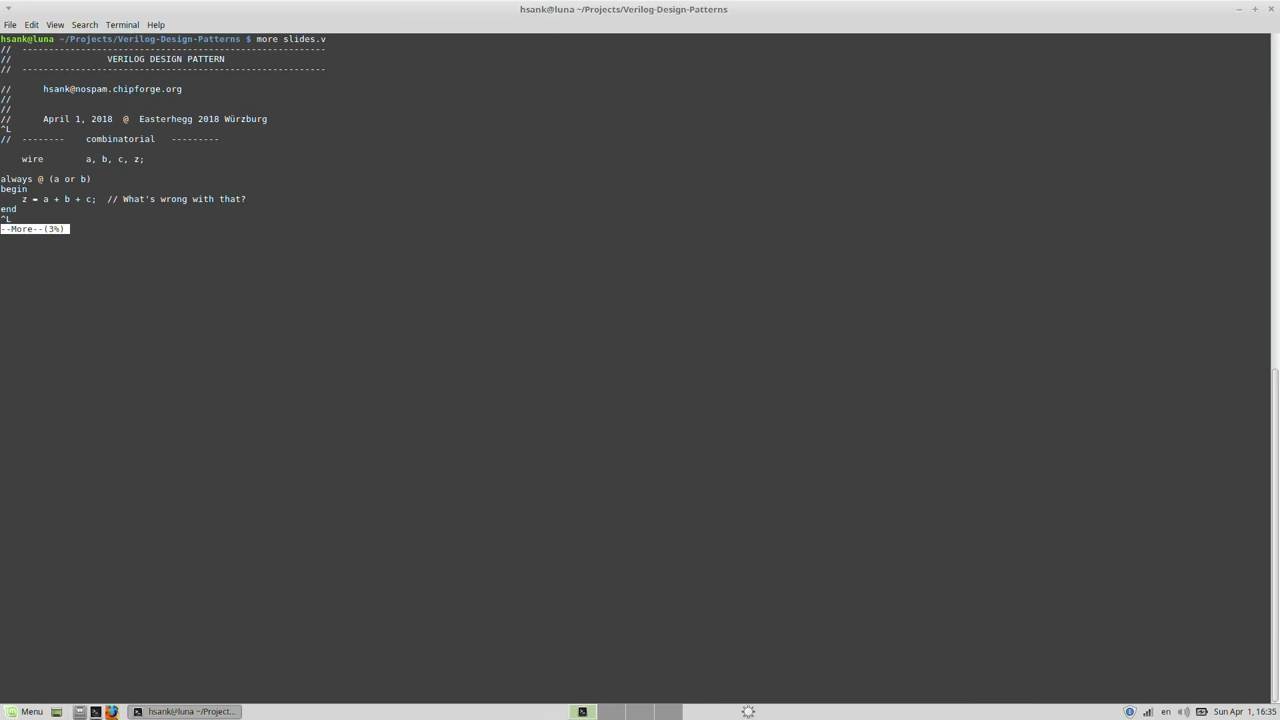 hsank@luna ~/Projects/Verilog-Design-Patterns
File Edit View Search Terminal Help
hsank@luna ~/Projects/Verilog-Design-Patterns $ more slides.v
// ---------------------------------------------------------
// VERILOG DESIGN PATTERN
// ---------------------------------------------------------
// hsank@nospam.chipforge.org
//
//
// April 1, 2018 @ Easterhegg 2018 Würzburg
^L
// -------- combinatorial ---------
wire a, b, c, z;
always @ (a or b)
begin
z = a + b + c; // What's wrong with that?
end
^L
--More--(3%)
Menu
hsank@luna ~/Project...
en
Sun Apr 1, 16:35